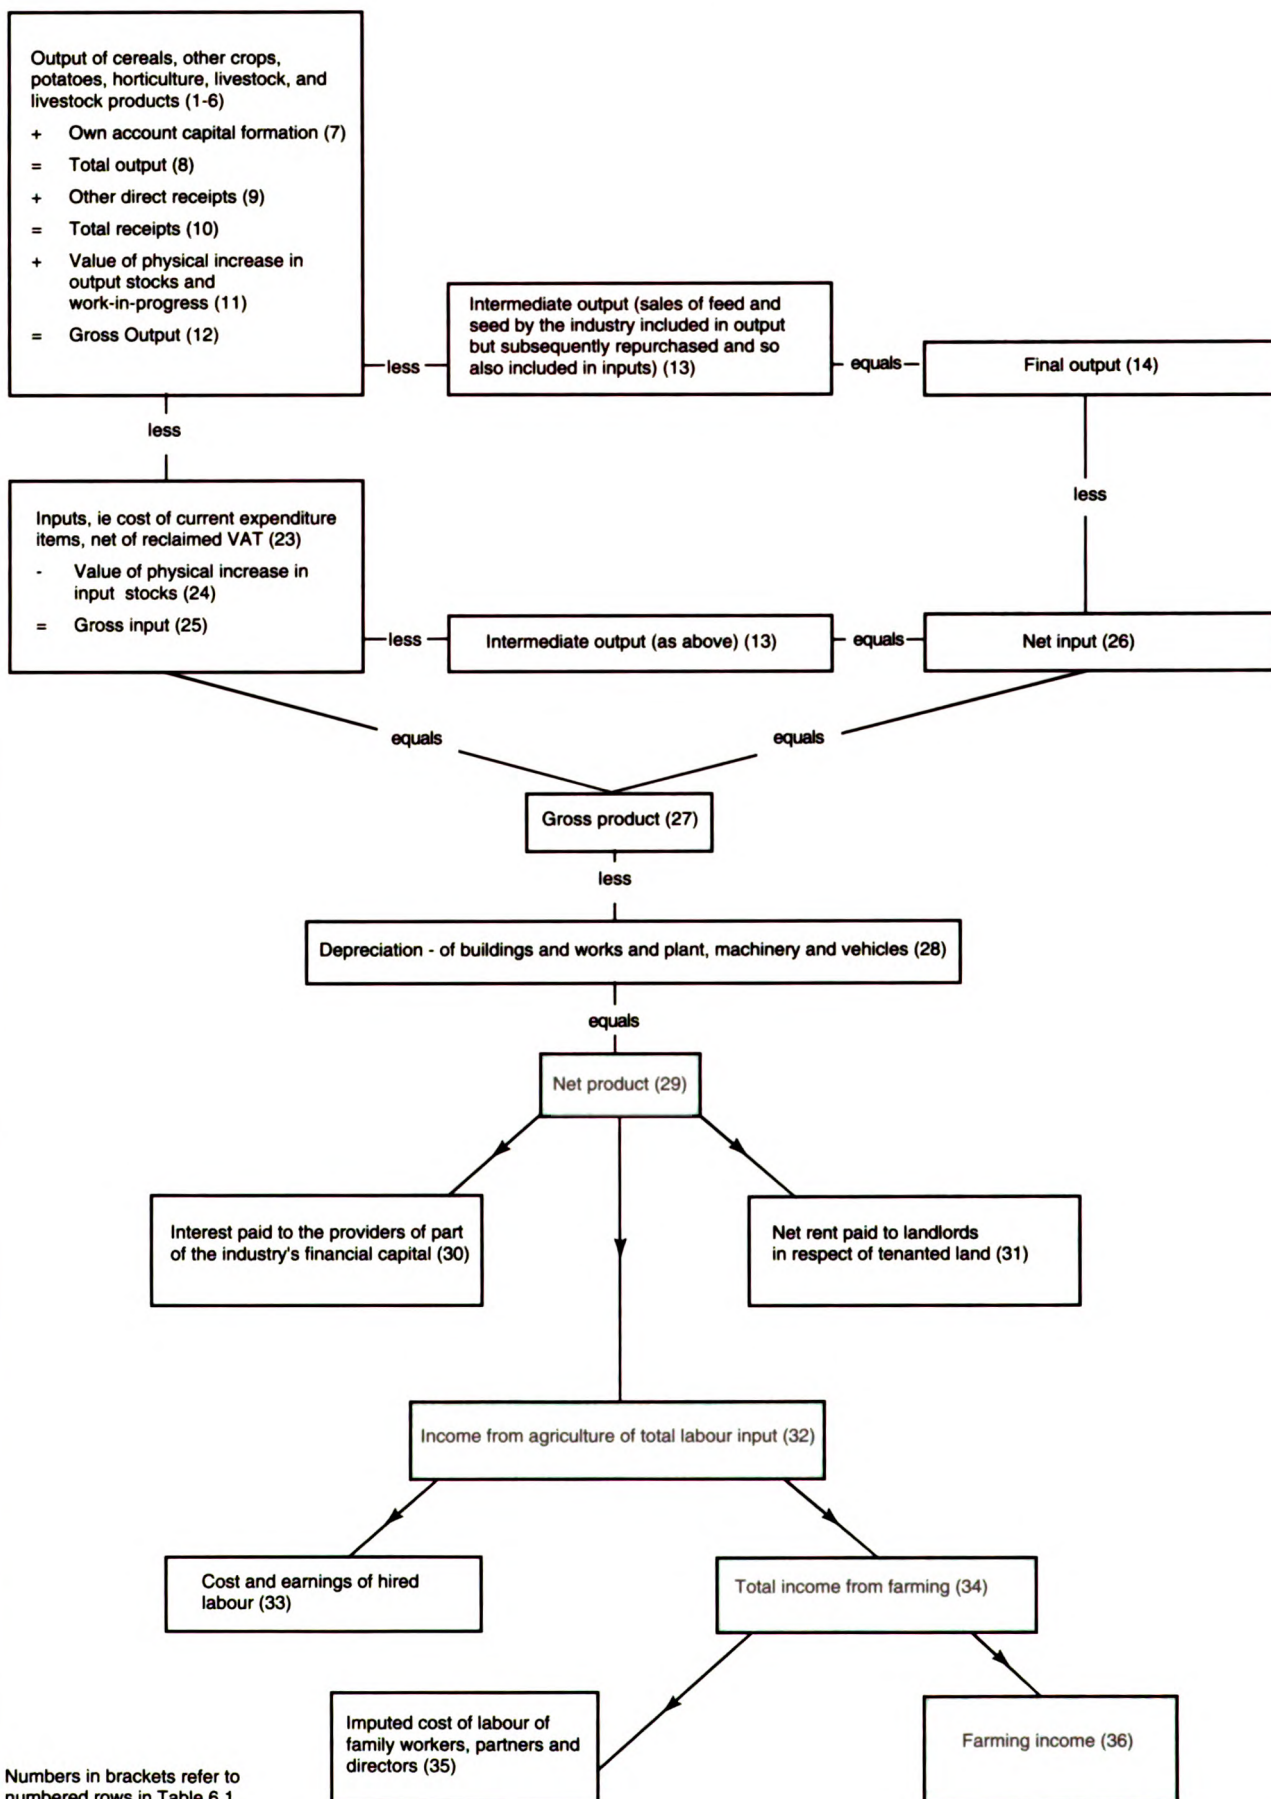 Output of cereals, other crops,
potatoes, horticulture, livestock, and
livestock products (1-6)
+ Own account capital formation (7)
= Total output (8)
+ Other direct receipts (9)
= Total receipts (10)
+ Value of physical increase in
output stocks and
work-in-progress (11)
= Gross Output (12)
less
Intermediate output (sales of feed and
seed by the industry included in output
but subsequently repurchased and so
also included in inputs) (13)
equals
Final output (14)
less
less
Inputs, ie cost of current expenditure
items, net of reclaimed VAT (23)
- Value of physical increase in
input stocks (24)
= Gross input (25)
less
Intermediate output (as above) (13)
equals
Net input (26)
equals
equals
Gross product (27)
less
Depreciation - of buildings and works and plant, machinery and vehicles (28)
equals
Net product (29)
Interest paid to the providers of part
of the industry's financial capital (30)
Net rent paid to landlords
in respect of tenanted land (31)
Income from agriculture of total labour input (32)
Cost and earnings of hired
labour (33)
Total income from farming (34)
Imputed cost of labour of
family workers, partners and
directors (35)
Farming income (36)
Numbers in brackets refer to
numbered rows in Table 6.1